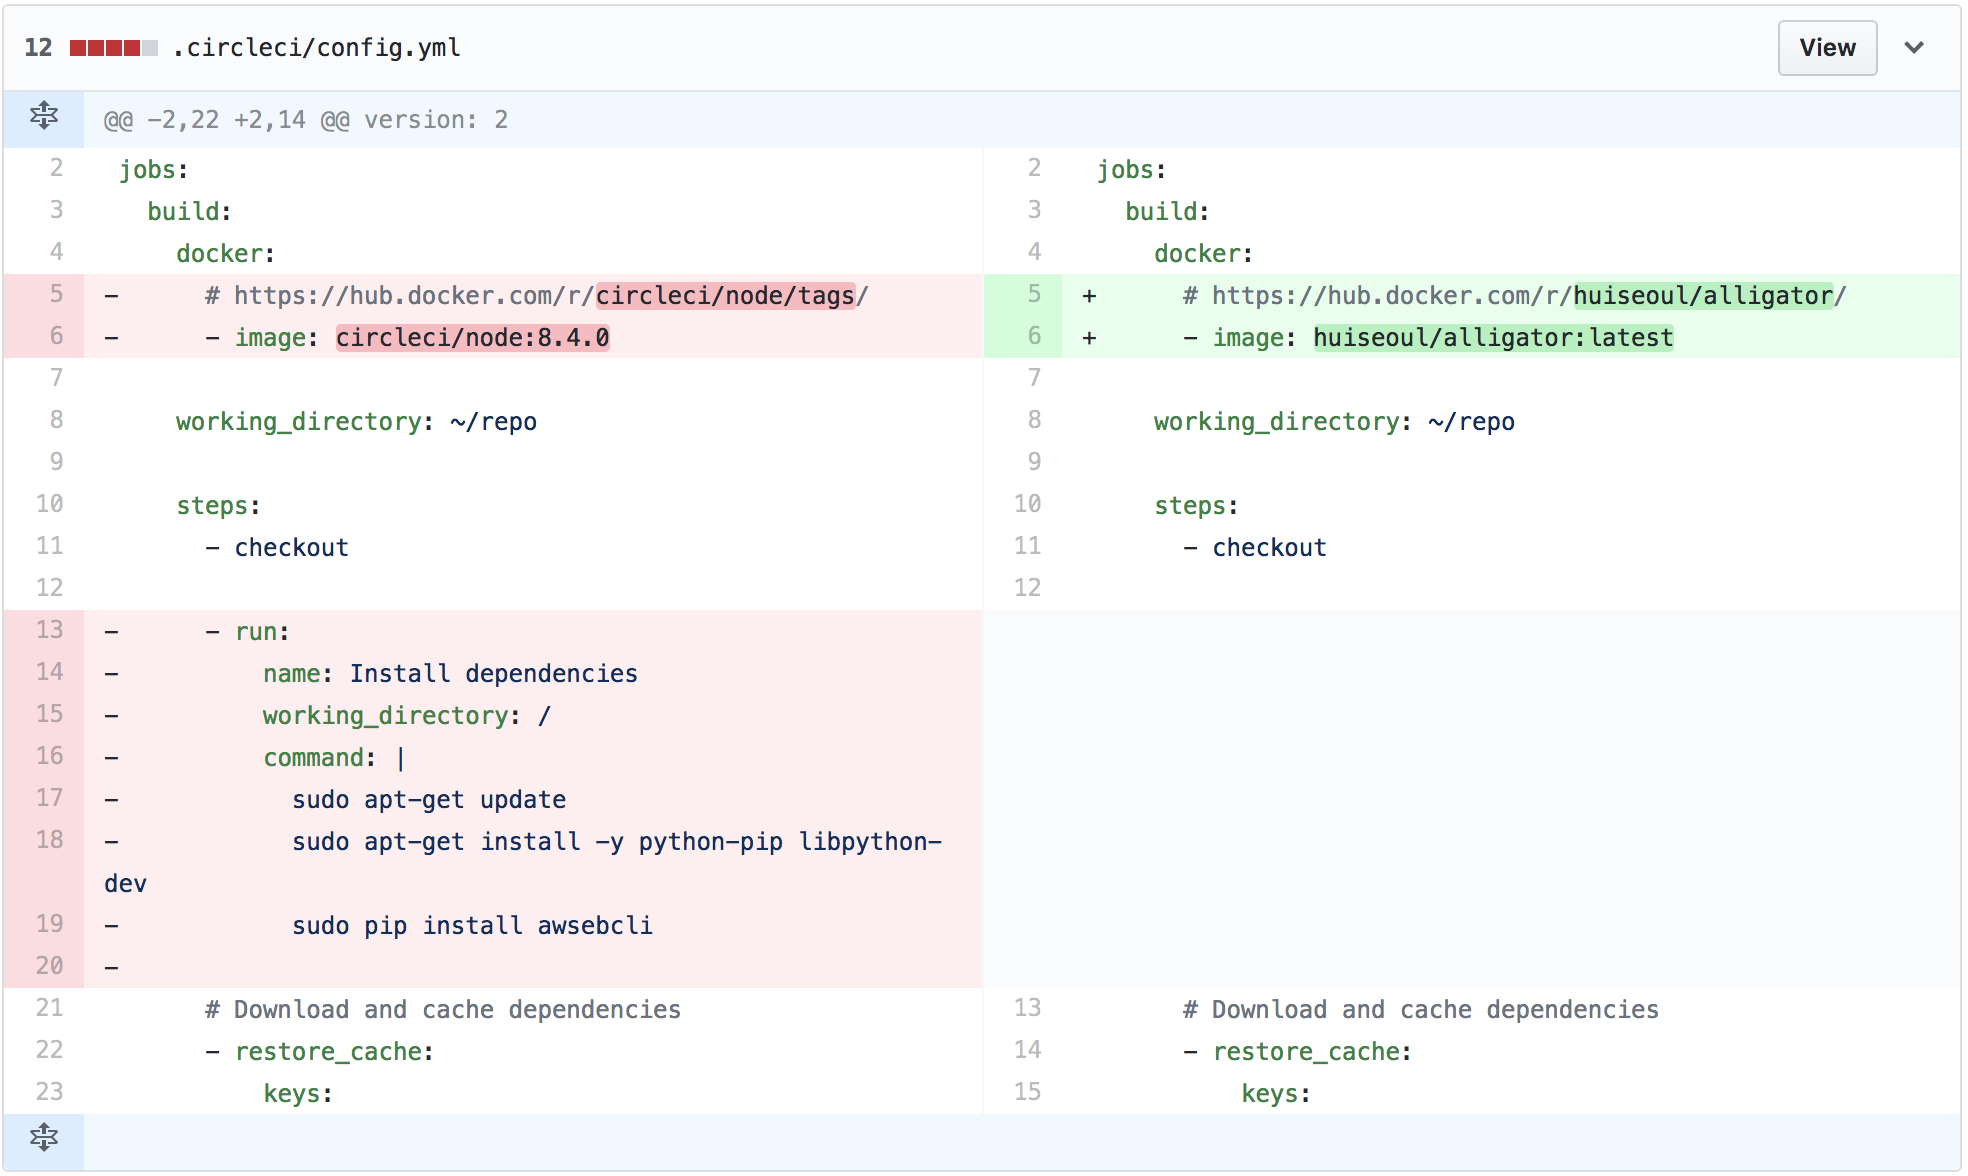 12 .circleci/config.yml View
@@ -2,22 +2,14 @@ version: 2
2 jobs: 2 jobs:
3 build: 3 build:
4 docker: 4 docker:
5 - # https://hub.docker.com/r/circleci/node/tags/ 5 + # https://hub.docker.com/r/huiseoul/alligator/
6 - - image: circleci/node:8.4.0 6 + - image: huiseoul/alligator:latest
7 7
8 working_directory: ~/repo 8 working_directory: ~/repo
9 9
10 steps: 10 steps:
11 - checkout 11 - checkout
12 12
13 - - run:
14 - name: Install dependencies
15 - working_directory: /
16 - command: |
17 - sudo apt-get update
18 - sudo apt-get install -y python-pip libpython-
dev
19 - sudo pip install awsebcli
20 -
21 # Download and cache dependencies 13 # Download and cache dependencies
22 - restore_cache: 14 - restore_cache:
23 keys: 15 keys: